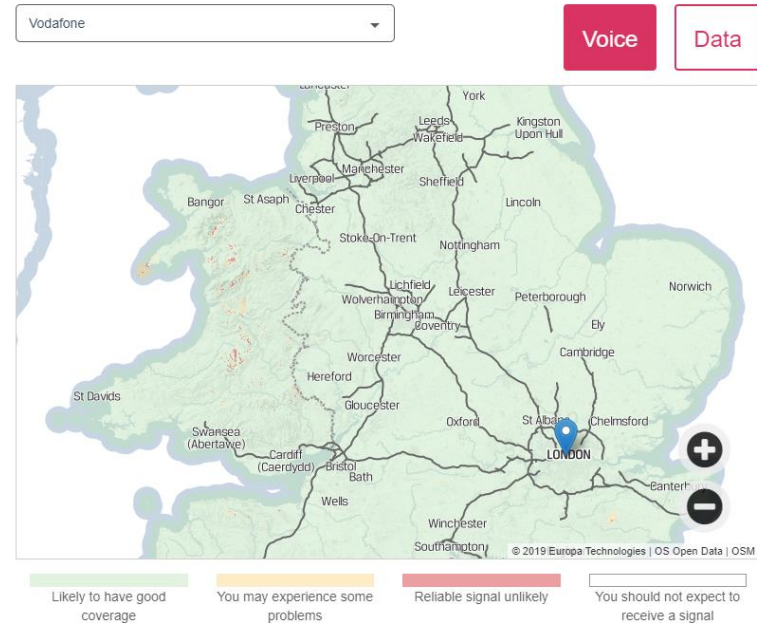 Vodafone
Voice
Data
Lancaster
York
Preston
Leeds
Wakefield
Kingston
Upon Hull
Liverpool
Manchester
Sheffield
Bangor
St Asaph
Chester
Lincoln
Stoke-On-Trent
Nottingham
Lichfield
Wolverhampton
Leicester
Peterborough
Norwich
Birmingham
Coventry
Ely
Cambridge
Worcester
Hereford
St Davids
Gloucester
Oxford
St Albans
Chelmsford
Swansea
(Abertawe)
Cardiff
(Caerdydd)
Bristol
Bath
LONDON
Canterbury
Wells
Winchester
Southampton
© 2019 Europa Technologies | OS Open Data | OSM
Likely to have good
coverage
You may experience some
problems
Reliable signal unlikely
You should not expect to
receive a signal